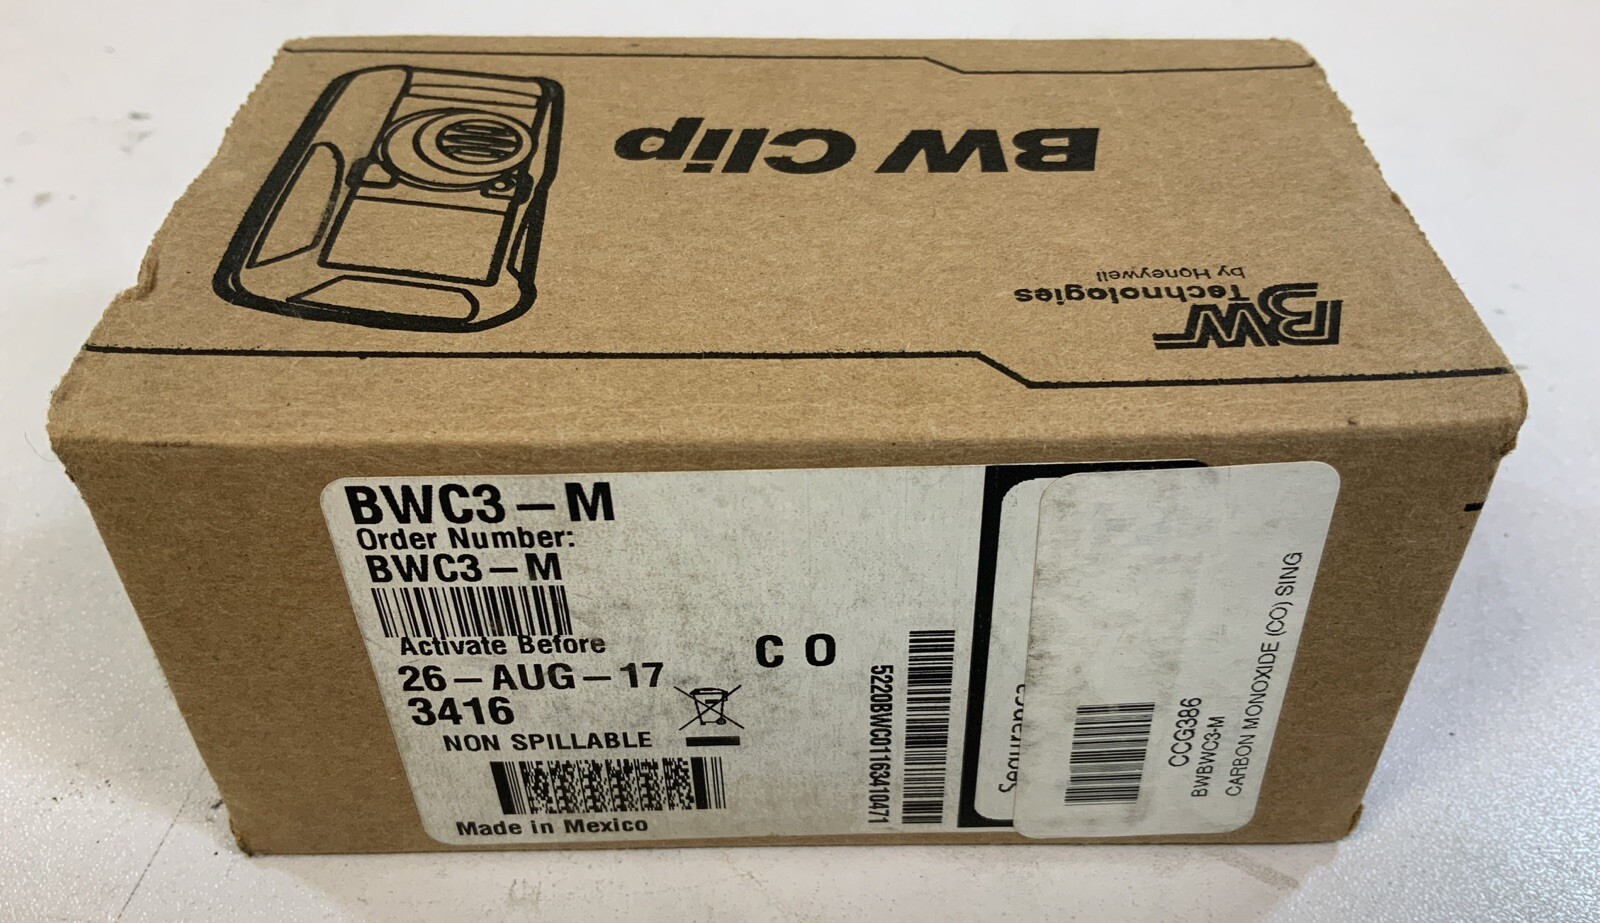 BW Clip
BW
Technologies
by Honeywell
BWC3-M
Order Number:
BWC3-M
Activate Before
26-AUG-17
3416
NON SPILLABLE
Made in Mexico
CO
5220BWC01163410471
CCG386
BWBWC3-M
CARBON MONOXIDE (CO) SING